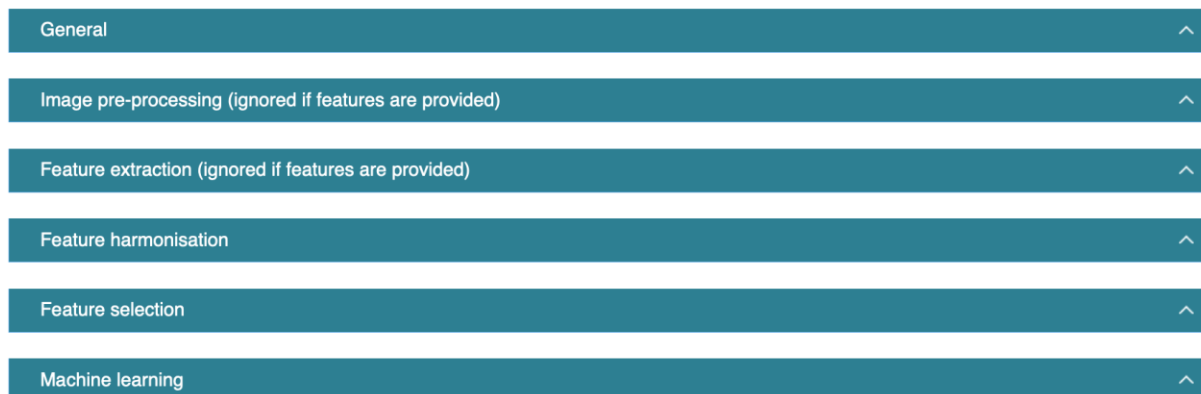 General
Image pre-processing (ignored if features are provided)
Feature extraction (ignored if features are provided)
Feature harmonisation
Feature selection
Machine learning